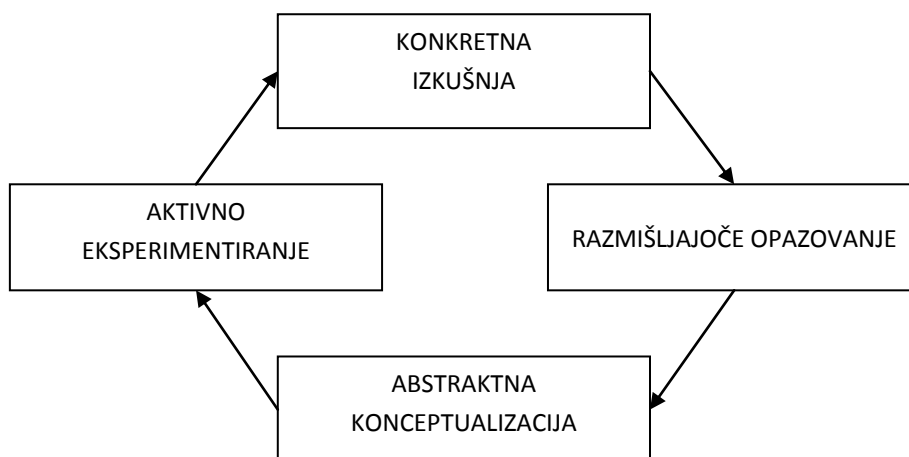 KONKRETNA
IZKUŠNJA
AKTIVNO
EKSPERIMENTIRANJE
RAZMIŠLJAJOČE OPAZOVANJE
ABSTRAKTNA
KONCEPTUALIZACIJA